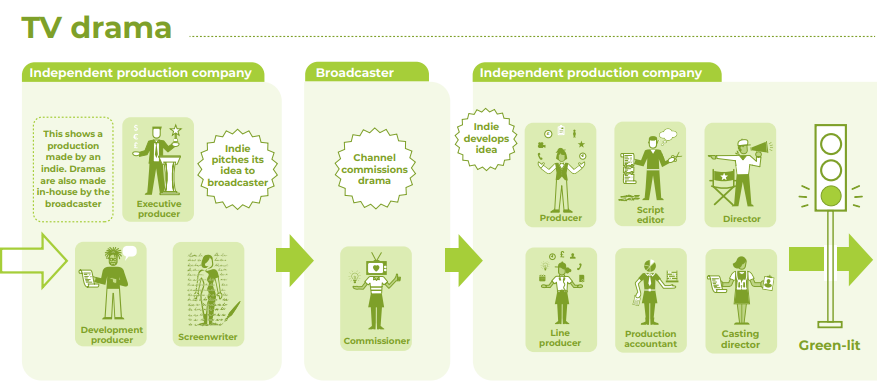 TV drama
Independent production company
This shows a
production
made by an
indie. Dramas
are also made
in-house by the
broadcaster
Executive
producer
Indie
pitches its
idea to
broadcaster
Development
producer
Screenwriter
Broadcaster
Channel
commissions
drama
Commissioner
Independent production company
Indie
develops
idea
Producer
Script
editor
Director
Line
producer
Production
accountant
Casting
director
Green-lit